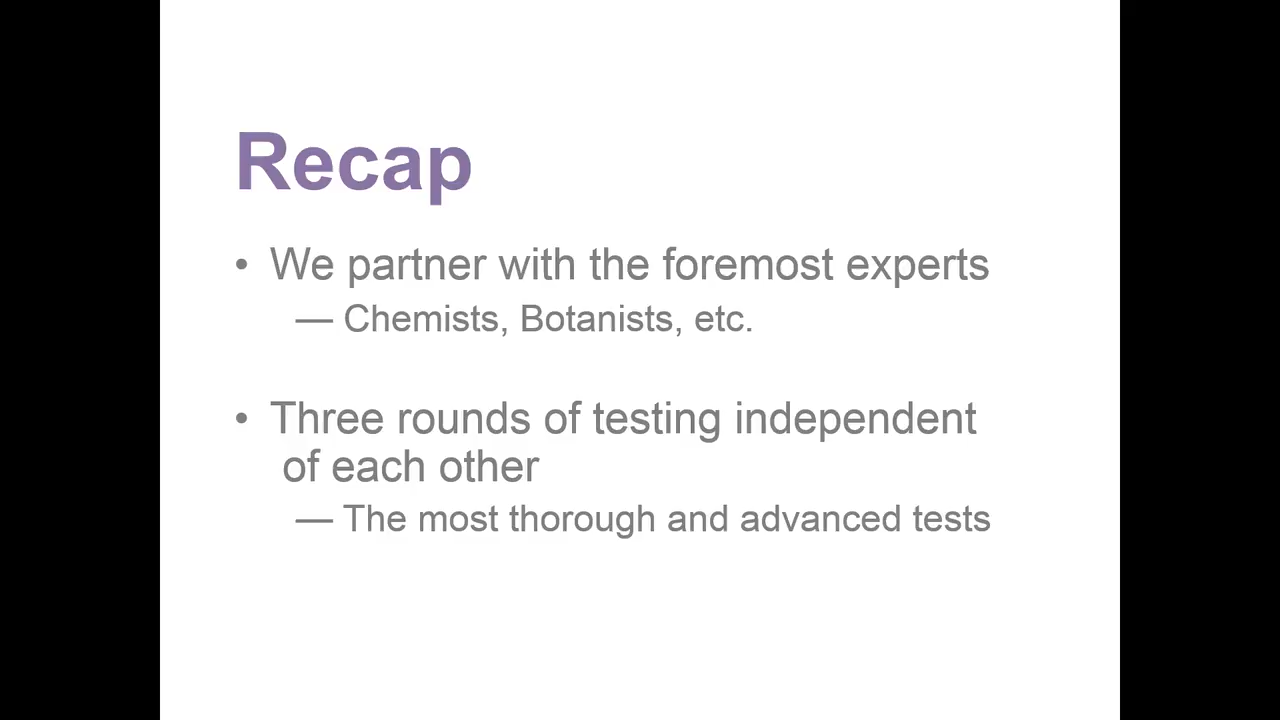 Recap
• We partner with the foremost experts
— Chemists, Botanists, etc.
• Three rounds of testing independent
of each other
— The most thorough and advanced tests